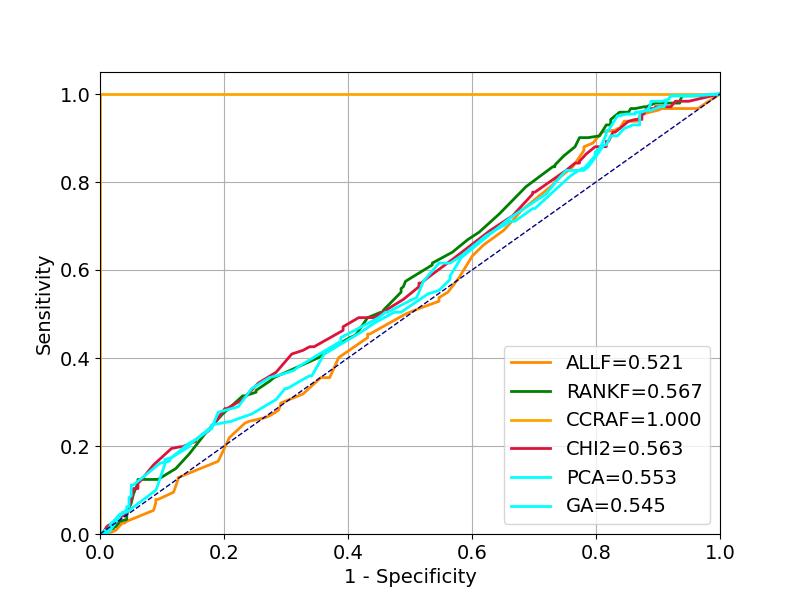 1.0
0.8
0.6
0.4
0.2
0.0
Sensitivity
ALLF=0.521
RANKF=0.567
CCRAF=1.000
CHI2=0.563
PCA=0.553
GA=0.545
0.0 0.2 0.4 0.6 0.8 1.0
1 - Specificity